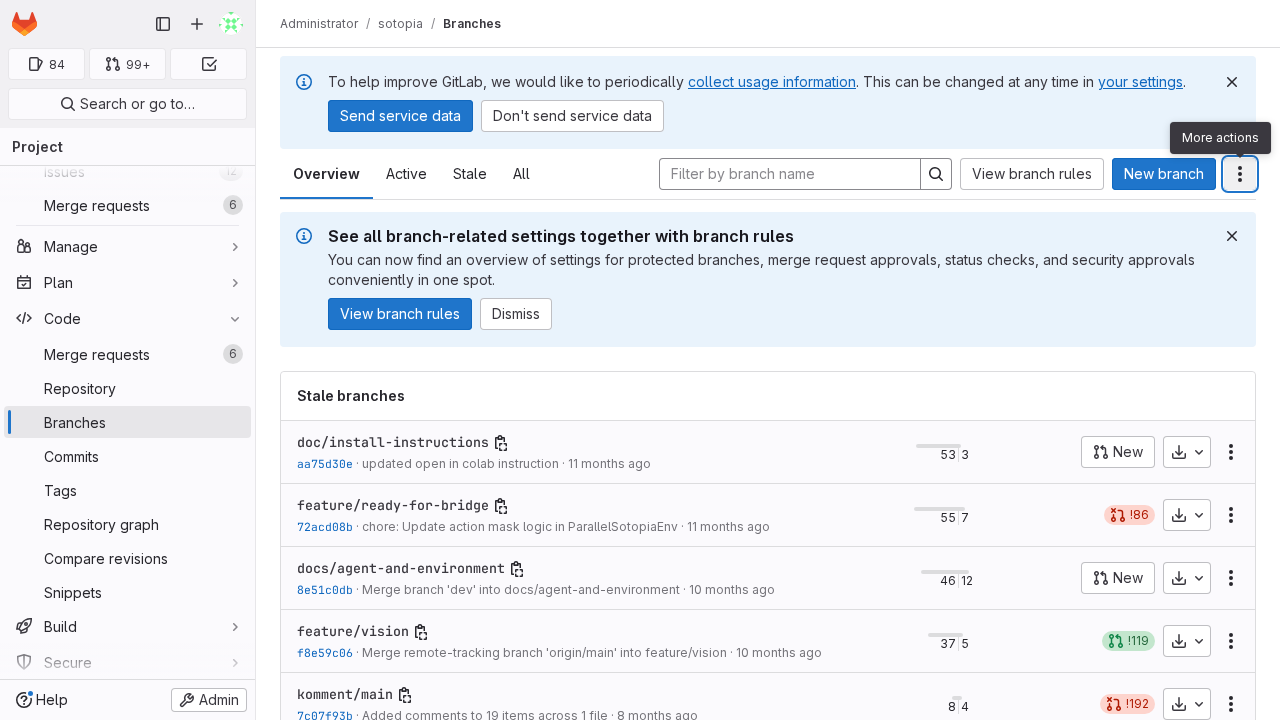 Administrator / sotopia / Branches
84
99+
Search or go to…
Project
Issues 12
Merge requests 6
Manage
Plan
Code
Merge requests 6
Repository
Branches
Commits
Tags
Repository graph
Compare revisions
Snippets
Build
Secure
Help
Admin
To help improve GitLab, we would like to periodically collect usage information. This can be changed at any time in your settings.
Send service data
Don't send service data
More actions
Overview
Active
Stale
All
Filter by branch name
View branch rules
New branch
See all branch-related settings together with branch rules
You can now find an overview of settings for protected branches, merge request approvals, status checks, and security approvals
conveniently in one spot.
View branch rules
Dismiss
Stale branches
doc/install-instructions
53 3
New
aa75d30e · updated open in colab instruction · 11 months ago
feature/ready-for-bridge
55 7
!86
72acd08b · chore: Update action mask logic in ParallelSotopiaEnv · 11 months ago
docs/agent-and-environment
46 12
New
8e51c0db · Merge branch 'dev' into docs/agent-and-environment · 10 months ago
feature/vision
37 5
!119
f8e59c06 · Merge remote-tracking branch 'origin/main' into feature/vision · 10 months ago
komment/main
8 4
!192
7c07f93b · Added comments to 19 items across 1 file · 8 months ago